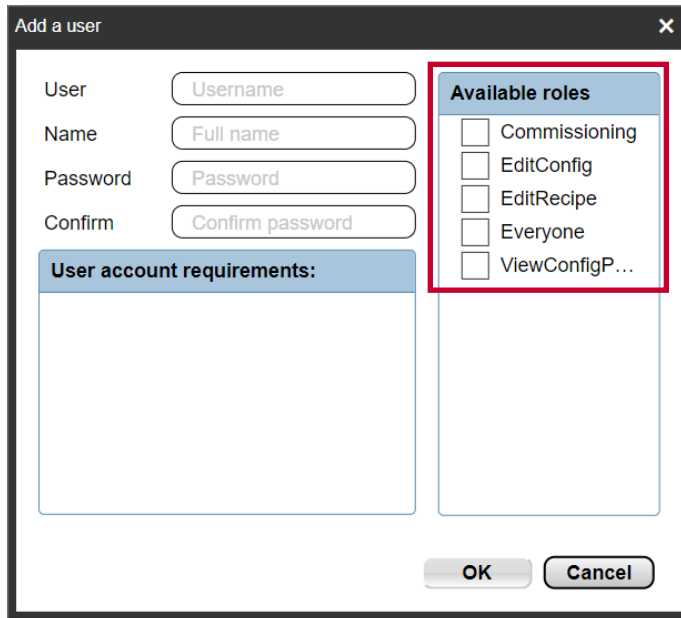 Add a user
User
Username
Name
Full name
Password
Password
Confirm
Confirm password
User account requirements:
Available roles
Commissioning
EditConfig
EditRecipe
Everyone
ViewConfigP...
OK
Cancel